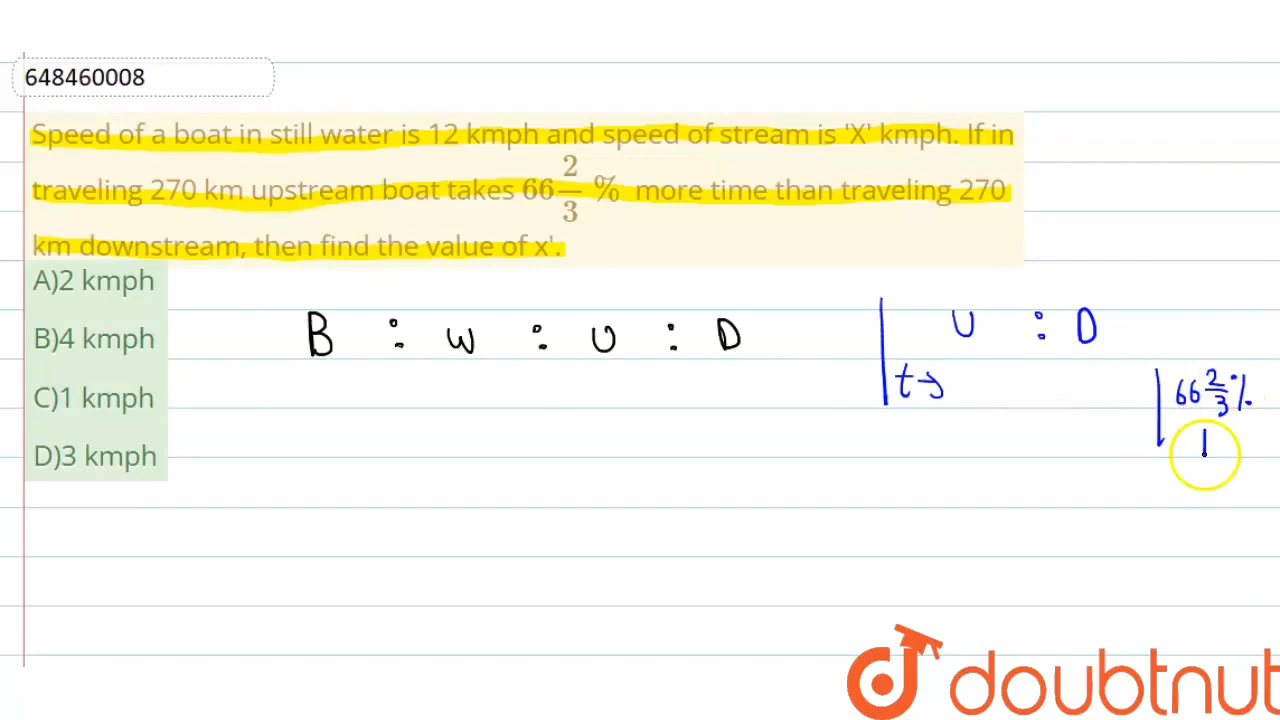 648460008
Speed of a boat in still water is 12 kmph and speed of stream is 'X' kmph. If in
traveling 270 km upstream boat takes 66 2/3 % more time than traveling 270
km downstream, then find the value of x'.
A)2 kmph
B)4 kmph
C)1 kmph
D)3 kmph
B : W : U : D
U : D
t→
66 2/3 %
1
doubtnut